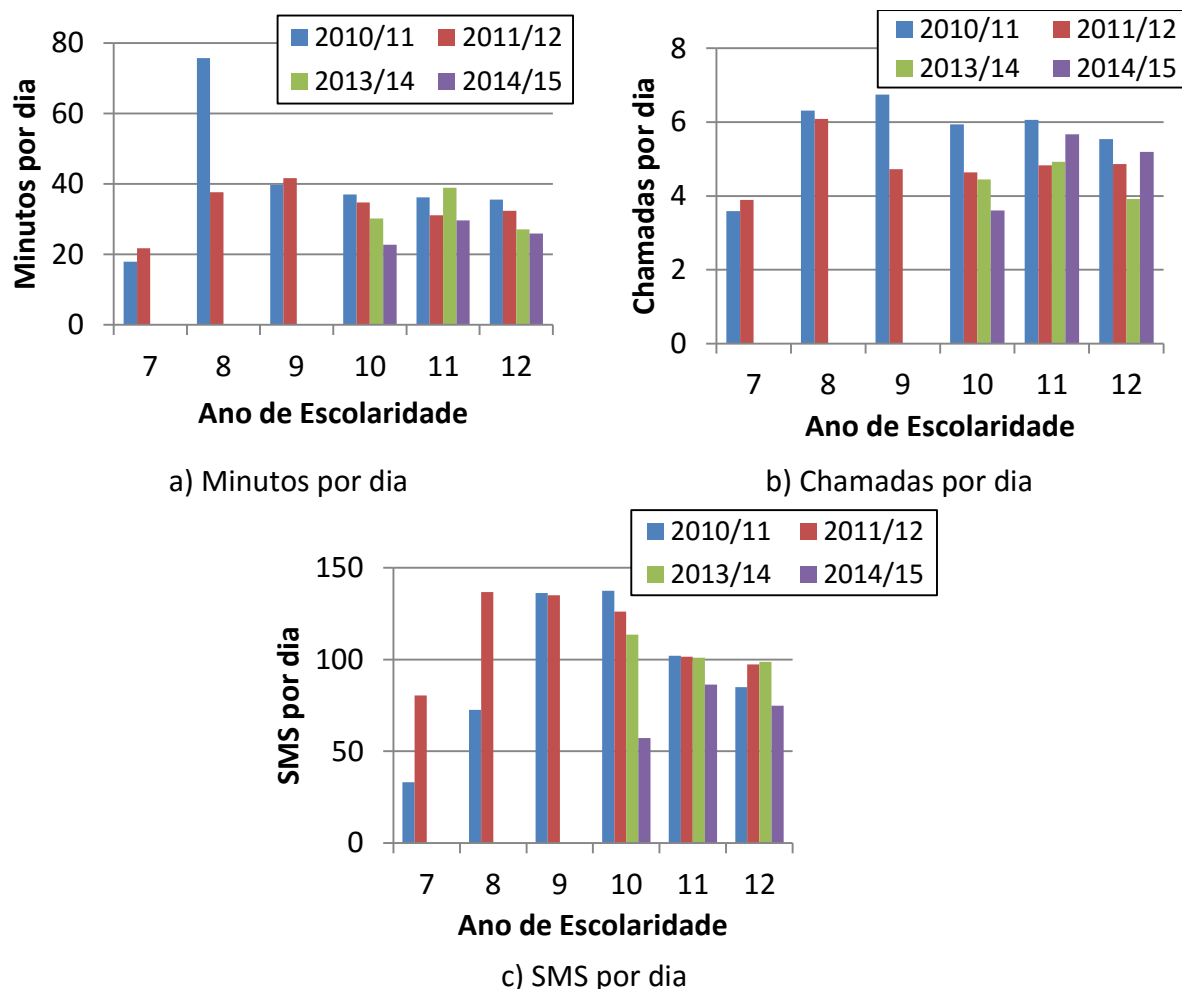 2010/11 2011/12
2013/14 2014/15
80
60
40
20
0
Minutos por dia
7 8 9 10 11 12
Ano de Escolaridade
a) Minutos por dia
2010/11 2011/12
2013/14 2014/15
8
6
4
2
0
Chamadas por dia
7 8 9 10 11 12
Ano de Escolaridade
b) Chamadas por dia
2010/11 2011/12
2013/14 2014/15
150
100
50
0
SMS por dia
7 8 9 10 11 12
Ano de Escolaridade
c) SMS por dia